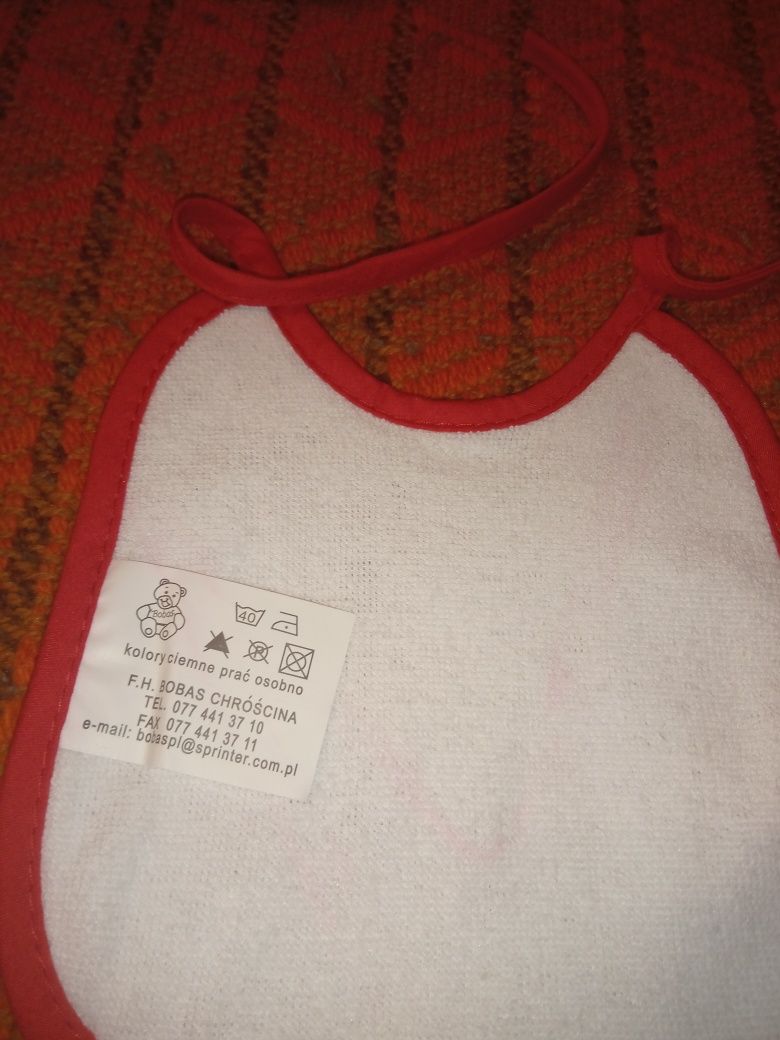 Bobas
40
P
kolory ciemne prać osobno
F.H. BOBAS CHRÓŚCINA
TEL. 077 441 37 10
FAX 077 441 37 11
e-mail: bobaspl@sprinter.com.pl